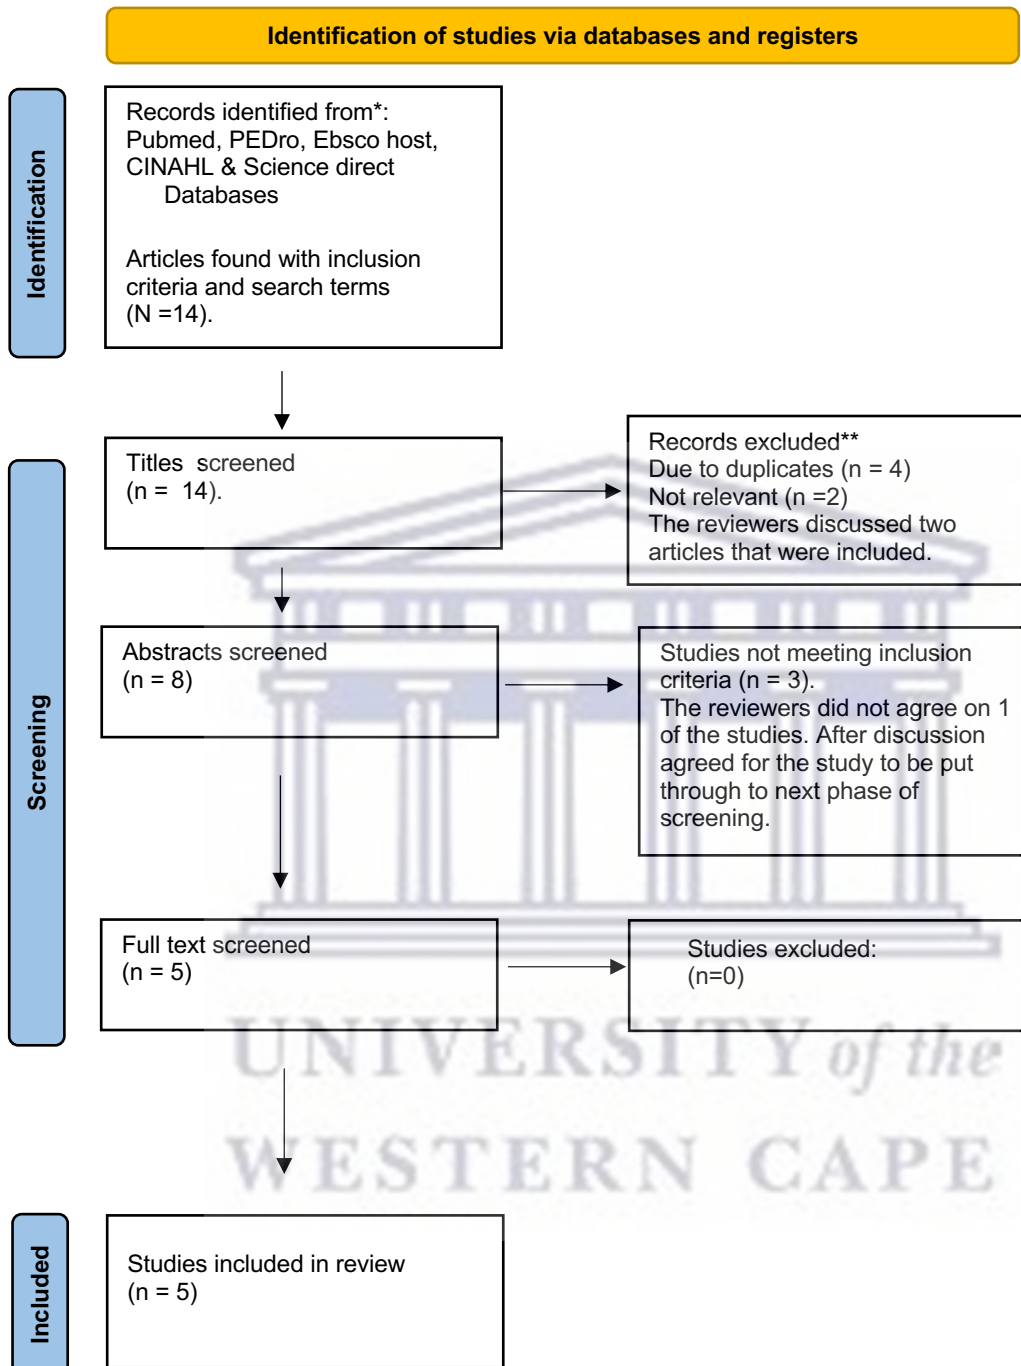 Identification of studies via databases and registers
Identification
Records identified from*:
Pubmed, PEDro, Ebsco host,
CINAHL & Science direct
Databases
Articles found with inclusion
criteria and search terms
(N =14).
Screening
Titles screened
(n = 14).
Records excluded**
Due to duplicates (n = 4)
Not relevant (n =2)
The reviewers discussed two
articles that were included.
Abstracts screened
(n = 8)
Studies not meeting inclusion
criteria (n = 3).
The reviewers did not agree on 1
of the studies. After discussion
agreed for the study to be put
through to next phase of
screening.
Full text screened
(n = 5)
Studies excluded:
(n=0)
UNIVERSITY of the
WESTERN CAPE
Included
Studies included in review
(n = 5)